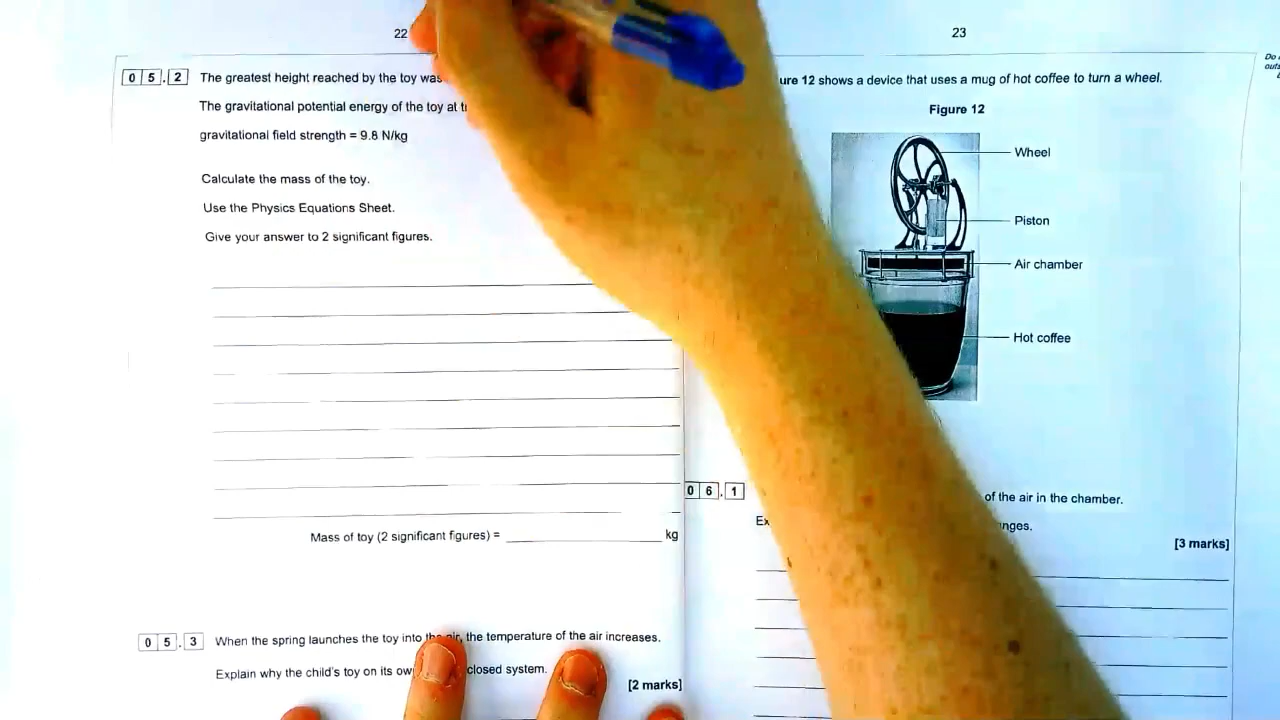 22
0 5 . 2 The greatest height reached by the toy was
The gravitational potential energy of the toy at
gravitational field strength = 9.8 N/kg
Calculate the mass of the toy.
Use the Physics Equations Sheet.
Give your answer to 2 significant figures.
Mass of toy (2 significant figures) = kg
0 5 . 3 When the spring launches the toy into the air, the temperature of the air increases.
Explain why the child's toy on its closed system.
[2 marks]
23
Do
shows a device that uses a mug of hot coffee to turn a wheel.
Figure 12
Wheel
Piston
Air chamber
Hot coffee
0 6 . 1 of the air in the chamber.
[3 marks]